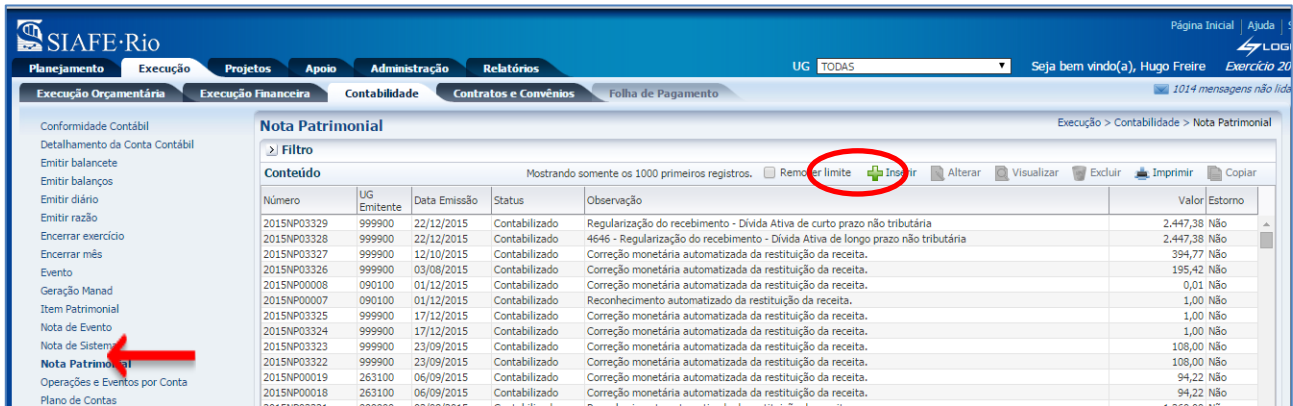 Página Inicial | Ajuda |
SIAFE·Rio
Planejamento Execução Projetos Apoio Administração Relatórios UG TODAS Seja bem vindo(a), Hugo Freire Exercício 20
Execução Orçamentária Execução Financeira Contabilidade Contratos e Convênios Folha de Pagamento 1014 mensagens não lida
Conformidade Contábil
Detalhamento da Conta Contábil
Emitir balancete
Emitir balanços
Emitir diário
Emitir razão
Encerrar exercício
Encerrar mês
Evento
Geração Manad
Item Patrimonial
Nota de Evento
Nota de Sistema
Nota Patrimonial
Operações e Eventos por Conta
Plano de Contas
Nota Patrimonial Execução > Contabilidade > Nota Patrimonial
Filtro
Conteúdo Mostrando somente os 1000 primeiros registros. Remover limite Inserir Alterar Visualizar Excluir Imprimir Copiar
Número UG Emitente Data Emissão Status Observação Valor Estorno
2015NP03329 999900 22/12/2015 Contabilizado Regularização do recebimento - Dívida Ativa de curto prazo não tributária 2.447,38 Não
2015NP03328 999900 22/12/2015 Contabilizado 4646 - Regularização do recebimento - Dívida Ativa de longo prazo não tributária 2.447,38 Não
2015NP03327 999900 12/10/2015 Contabilizado Correção monetária automatizada da restituição da receita. 394,77 Não
2015NP03326 999900 03/08/2015 Contabilizado Correção monetária automatizada da restituição da receita. 195,42 Não
2015NP00008 090100 01/12/2015 Contabilizado Correção monetária automatizada da restituição da receita. 0,01 Não
2015NP00007 090100 01/12/2015 Contabilizado Reconhecimento automatizado da restituição da receita. 1,00 Não
2015NP03325 999900 17/12/2015 Contabilizado Correção monetária automatizada da restituição da receita. 1,00 Não
2015NP03324 999900 17/12/2015 Contabilizado Correção monetária automatizada da restituição da receita. 1,00 Não
2015NP03323 999900 23/09/2015 Contabilizado Correção monetária automatizada da restituição da receita. 108,00 Não
2015NP03322 999900 23/09/2015 Contabilizado Correção monetária automatizada da restituição da receita. 108,00 Não
2015NP00019 263100 06/09/2015 Contabilizado Correção monetária automatizada da restituição da receita. 94,22 Não
2015NP00018 263100 06/09/2015 Contabilizado Correção monetária automatizada da restituição da receita. 94,22 Não